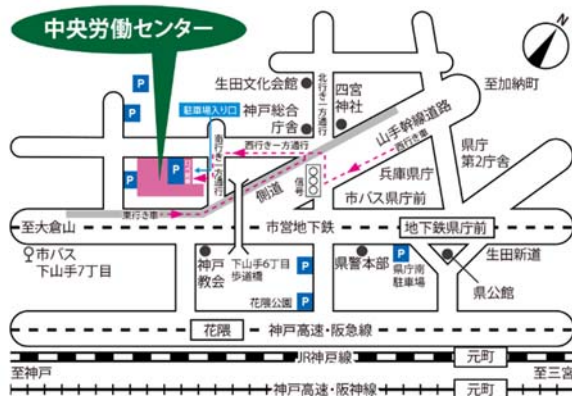 中央労働センター
N
P
P
生田文化会館
四宮
神社
北行き一方通行
至加納町
駐車場入り口
神戸総合
庁舎
山手幹線道路
西行き一方通行
西行き車
南行き一方通行
県庁
第2庁舎
兵庫県庁
P
P
側道
信号
市バス県庁前
東行き車
至大倉山
市営地下鉄
地下鉄県庁前
市バス
下山手7丁目
神戸
教会
下山手6丁目
歩道橋
P
県警本部
P
県庁南
駐車場
生田新道
県公館
花隈公園
P
花隈
神戸高速・阪急線
JR神戸線
元町
至神戸
至三宮
神戸高速・阪神線
元町